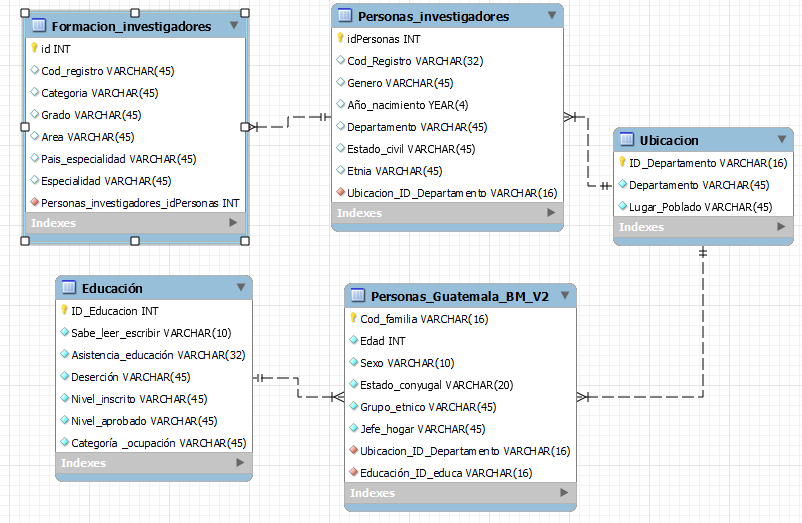 Formacion_investigadores
id INT
Cod_registro VARCHAR(45)
Categoria VARCHAR(45)
Grado VARCHAR(45)
Area VARCHAR(45)
Pais_especialidad VARCHAR(45)
Especialidad VARCHAR(45)
Personas_investigadores_idPersonas INT
Indexes
Personas_investigadores
idPersonas INT
Cod_Registro VARCHAR(32)
Genero VARCHAR(45)
Año_nacimiento YEAR(4)
Departamento VARCHAR(45)
Estado_civil VARCHAR(45)
Etnia VARCHAR(45)
Ubicacion_ID_Departamento VARCHAR(16)
Indexes
Ubicacion
ID_Departamento VARCHAR(16)
Departamento VARCHAR(45)
Lugar_Poblado VARCHAR(45)
Indexes
Educación
ID_Educacion INT
Sabe_leer_escribir VARCHAR(10)
Asistencia_educación VARCHAR(32)
Deserción VARCHAR(45)
Nivel_inscrito VARCHAR(45)
Nivel_aprobado VARCHAR(45)
Categoría _ocupación VARCHAR(45)
Indexes
Personas_Guatemala_BM_V2
Cod_familia VARCHAR(16)
Edad INT
Sexo VARCHAR(10)
Estado_conyugal VARCHAR(20)
Grupo_etnico VARCHAR(45)
Jefe_hogar VARCHAR(45)
Ubicacion_ID_Departamento VARCHAR(16)
Educación_ID_educa VARCHAR(16)
Indexes